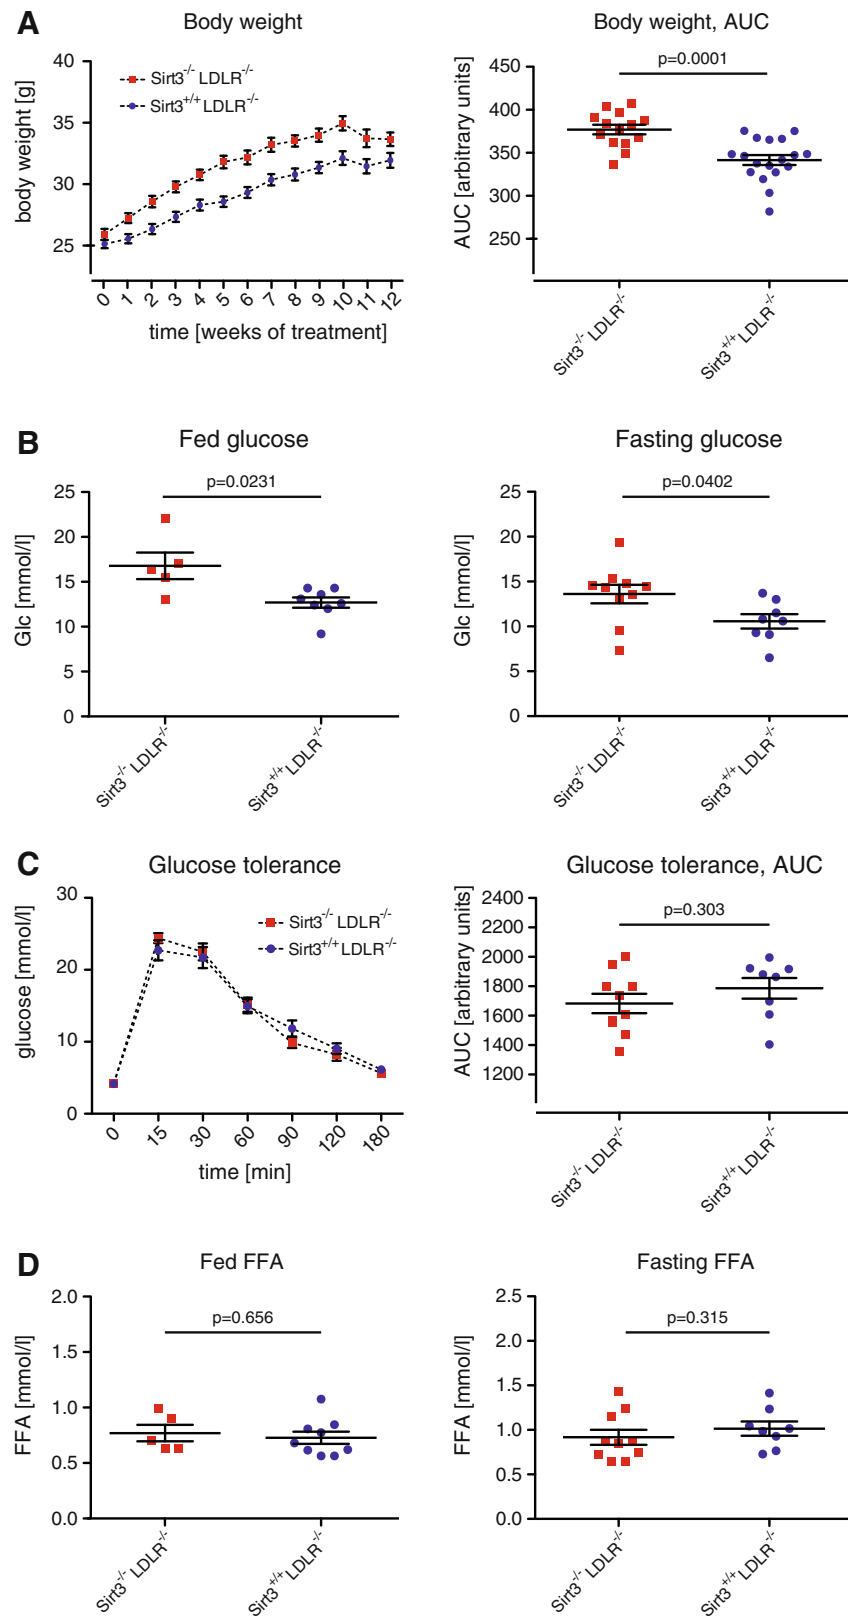 A
Body weight
body weight [g]
40
35
30
25
Sirt3-/- LDLR-/-
Sirt3+/+ LDLR-/-
0 1 2 3 4 5 6 7 8 9 10 11 12
time [weeks of treatment]
Body weight, AUC
p=0.0001
AUC [arbitrary units]
450
400
350
300
250
Sirt3-/- LDLR-/-
Sirt3+/+ LDLR-/-
B
Fed glucose
p=0.0231
Glc [mmol/l]
25
20
15
10
5
0
Sirt3-/- LDLR-/-
Sirt3+/+ LDLR-/-
Fasting glucose
p=0.0402
Glc [mmol/l]
25
20
15
10
5
0
Sirt3-/- LDLR-/-
Sirt3+/+ LDLR-/-
C
Glucose tolerance
glucose [mmol/l]
30
20
10
0
Sirt3-/- LDLR-/-
Sirt3+/+ LDLR-/-
0 15 30 60 90 120 180
time [min]
Glucose tolerance, AUC
p=0.303
AUC [arbitrary units]
2400
2200
2000
1800
1600
1400
1200
Sirt3-/- LDLR-/-
Sirt3+/+ LDLR-/-
D
Fed FFA
p=0.656
FFA [mmol/l]
2.0
1.5
1.0
0.5
0.0
Sirt3-/- LDLR-/-
Sirt3+/+ LDLR-/-
Fasting FFA
p=0.315
FFA [mmol/l]
2.5
2.0
1.5
1.0
0.5
0.0
Sirt3-/- LDLR-/-
Sirt3+/+ LDLR-/-